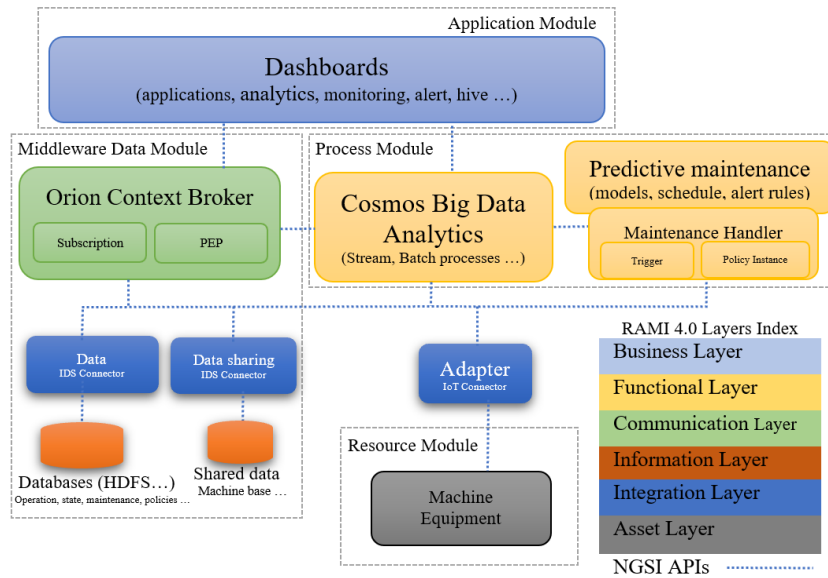 Application Module
Dashboards
(applications, analytics, monitoring, alert, hive …)
Middleware Data Module
Orion Context Broker
Subscription
PEP
Process Module
Cosmos Big Data
Analytics
(Stream, Batch processes …)
Predictive maintenance
(models, schedule, alert rules)
Maintenance Handler
Trigger
Policy Instance
Data
IDS Connector
Data sharing
IDS Connector
Adapter
IoT Connector
Databases (HDFS…)
Operation, state, maintenance, policies …
Shared data
Machine base …
Resource Module
Machine
Equipment
RAMI 4.0 Layers Index
Business Layer
Functional Layer
Communication Layer
Information Layer
Integration Layer
Asset Layer
NGSI APIs